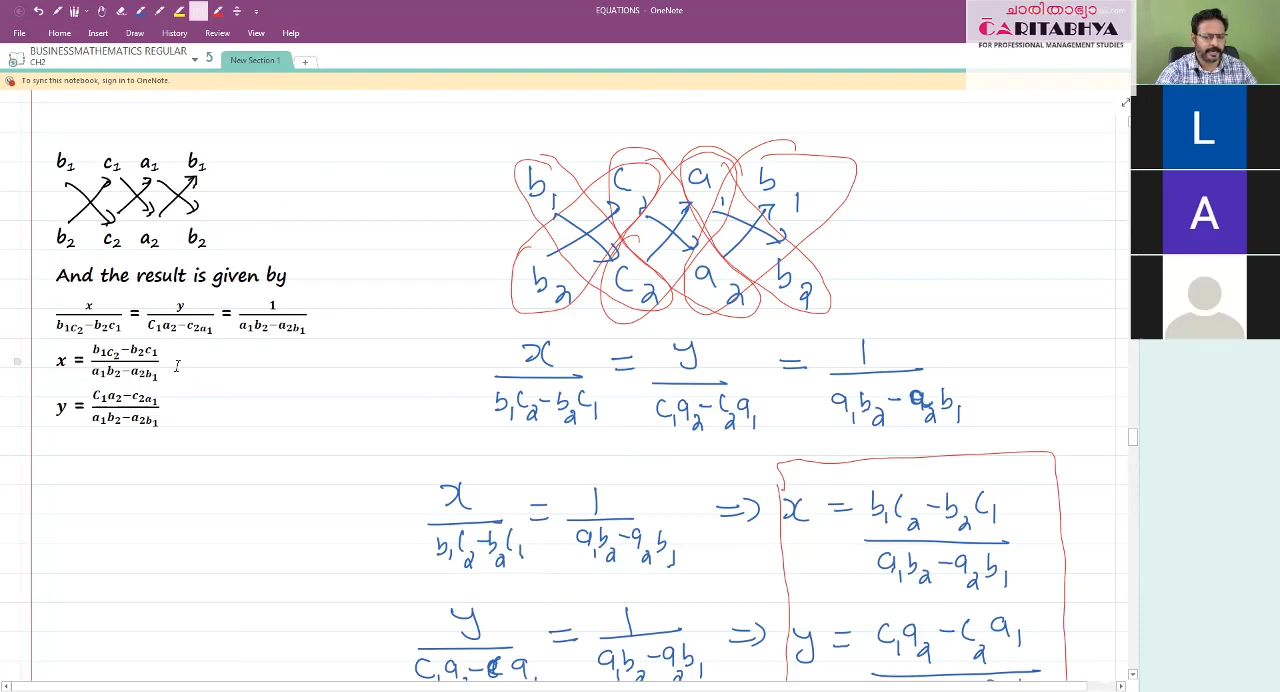 EQUATIONS - OneNote
File Home Insert Draw History Review View Help
BUSINESSMATHEMATICS REGULAR
CH2
New Section 1
+
To sync this notebook, sign in to OneNote.
ചാരിതാഭ്യാ
CARITABHYA
FOR PROFESSIONAL MANAGEMENT STUDIES
L
A
b₁ c₁ a₁ b₁
b₂ c₂ a₂ b₂
And the result is given by
x/(b₁c₂−b₂c₁) = y/(C₁a₂−c₂a₁) = 1/(a₁b₂−a₂b₁)
x = (b₁c₂−b₂c₁)/(a₁b₂−a₂b₁)
y = (C₁a₂−c₂a₁)/(a₁b₂−a₂b₁)
b₁ c₁ a₁ b₁
b₂ c₂ a₂ b₂
x/(b₁c₂−b₂c₁) = y/(c₁a₂−c₂a₁) = 1/(a₁b₂−a₂b₁)
x/(b₁c₂−b₂c₁) = 1/(a₁b₂−a₂b₁) ⇒ x = (b₁c₂−b₂c₁)/(a₁b₂−a₂b₁)
y/(c₁a₂−c₂a₁) = 1/(a₁b₂−a₂b₁) ⇒ y = c₁a₂−c₂a₁